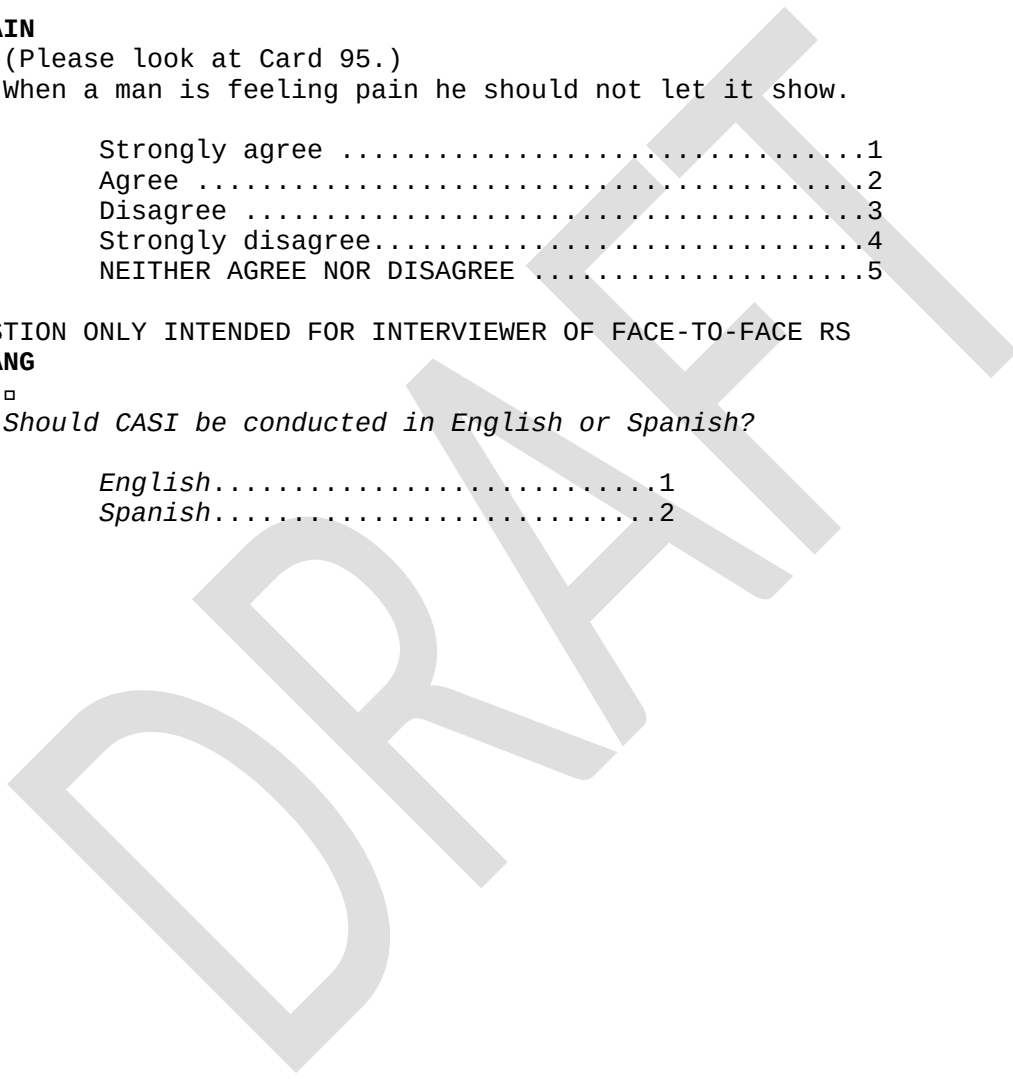 AIN
(Please look at Card 95.)
When a man is feeling pain he should not let it show.
Strongly agree .................................1
Agree ..........................................2
Disagree .......................................3
Strongly disagree...............................4
NEITHER AGREE NOR DISAGREE .....................5
STION ONLY INTENDED FOR INTERVIEWER OF FACE-TO-FACE RS
ANG
Should CASI be conducted in English or Spanish?
English............................1
Spanish............................2
DRAFT